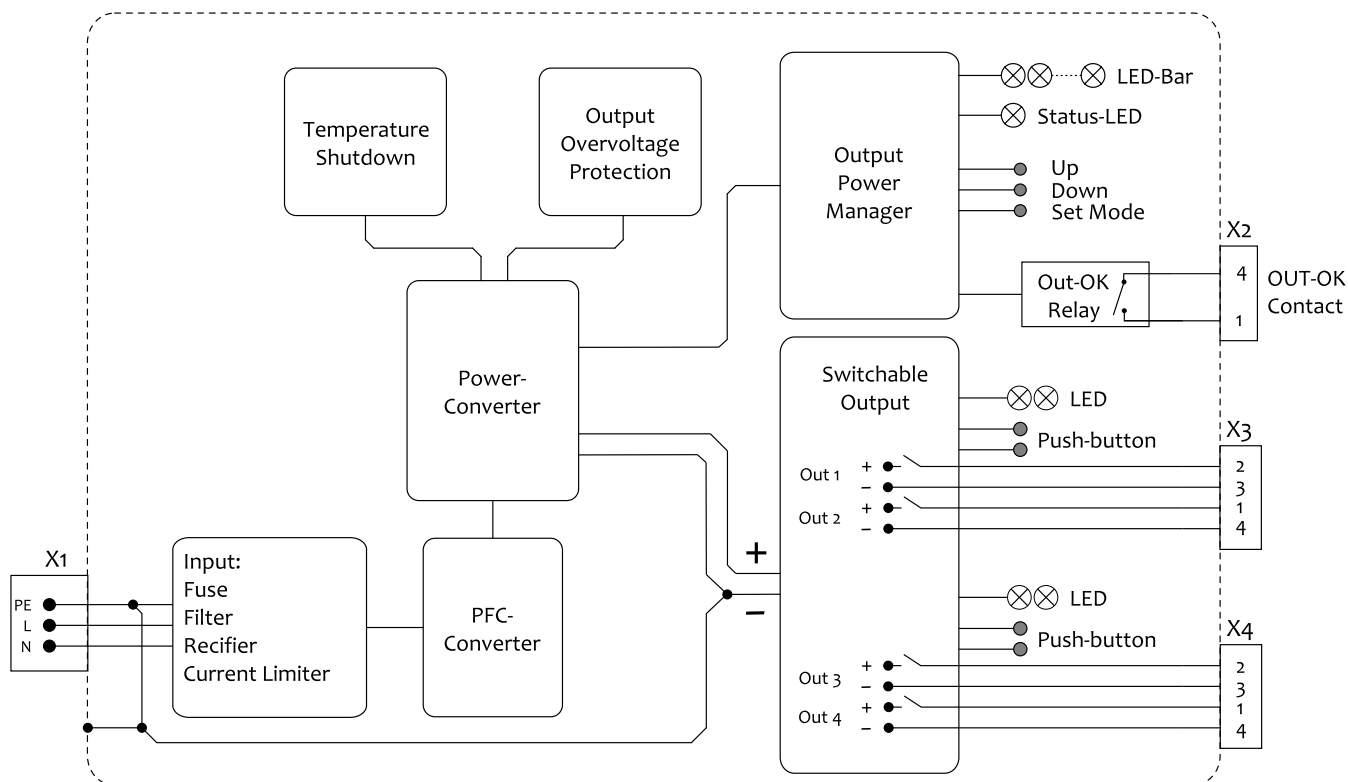 Temperature
Shutdown
Output
Overvoltage
Protection
Output
Power
Manager
LED-Bar
Status-LED
Up
Down
Set Mode
Out-OK
Relay
X2
4
1
OUT-OK
Contact
Power-
Converter
Switchable
Output
LED
Push-button
Out 1
+
−
Out 2
+
−
X3
2
3
1
4
X1
PE
L
N
Input:
Fuse
Filter
Rectifier
Current Limiter
PFC-
Converter
+
−
LED
Push-button
Out 3
+
−
Out 4
+
−
X4
2
3
1
4